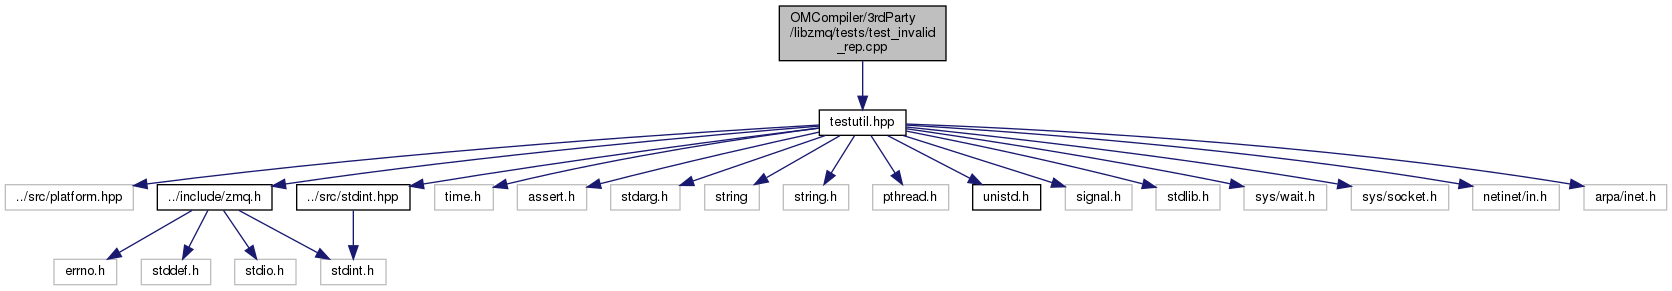 OMCompiler/3rdParty
/libzmq/tests/test_invalid
_rep.cpp
testutil.hpp
../src/platform.hpp
../include/zmq.h
../src/stdint.hpp
time.h
assert.h
stdarg.h
string
string.h
pthread.h
unistd.h
signal.h
stdlib.h
sys/wait.h
sys/socket.h
netinet/in.h
arpa/inet.h
errno.h
stddef.h
stdio.h
stdint.h